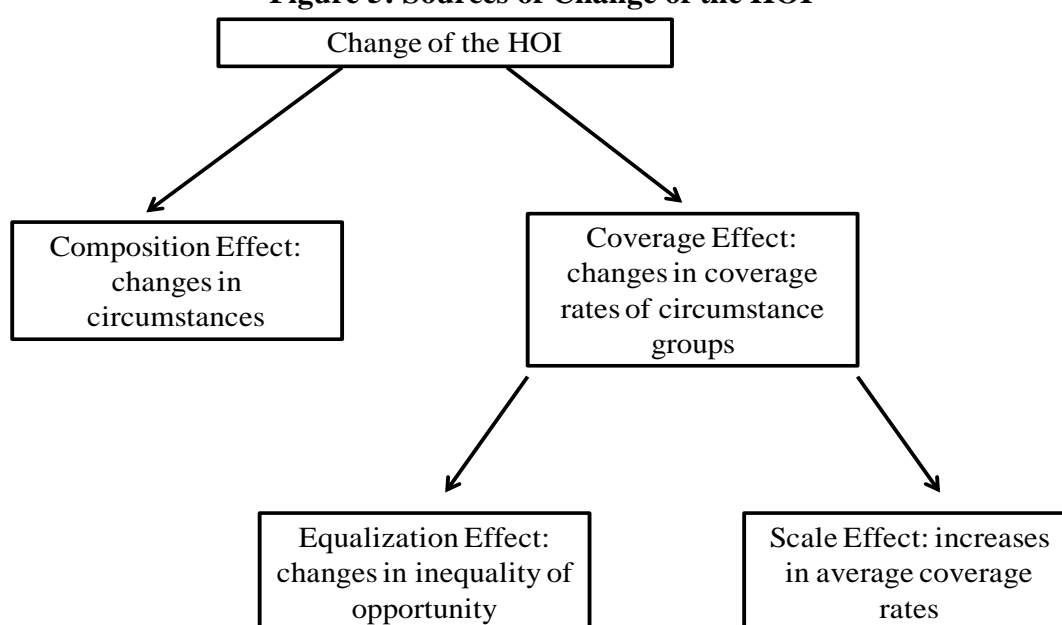 Figure Sources of Change of the HOI
Change of the HOI
Composition Effect:
changes in
circumstances
Coverage Effect:
changes in coverage
rates of circumstance
groups
Equalization Effect:
changes in inequality of
opportunity
Scale Effect: increases
in average coverage
rates